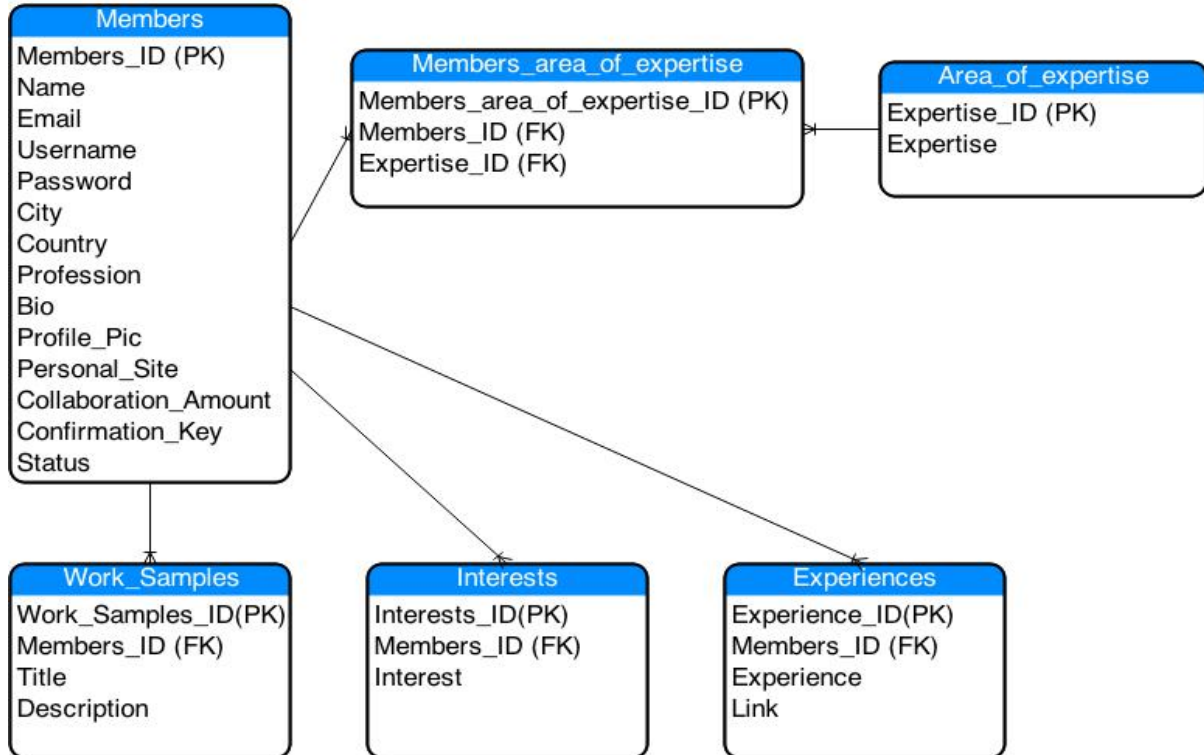 Members
Members_ID (PK)
Name
Email
Username
Password
City
Country
Profession
Bio
Profile_Pic
Personal_Site
Collaboration_Amount
Confirmation_Key
Status
Members_area_of_expertise
Members_area_of_expertise_ID (PK)
Members_ID (FK)
Expertise_ID (FK)
Area_of_expertise
Expertise_ID (PK)
Expertise
Work_Samples
Work_Samples_ID(PK)
Members_ID (FK)
Title
Description
Interests
Interests_ID(PK)
Members_ID (FK)
Interest
Experiences
Experience_ID(PK)
Members_ID (FK)
Experience
Link